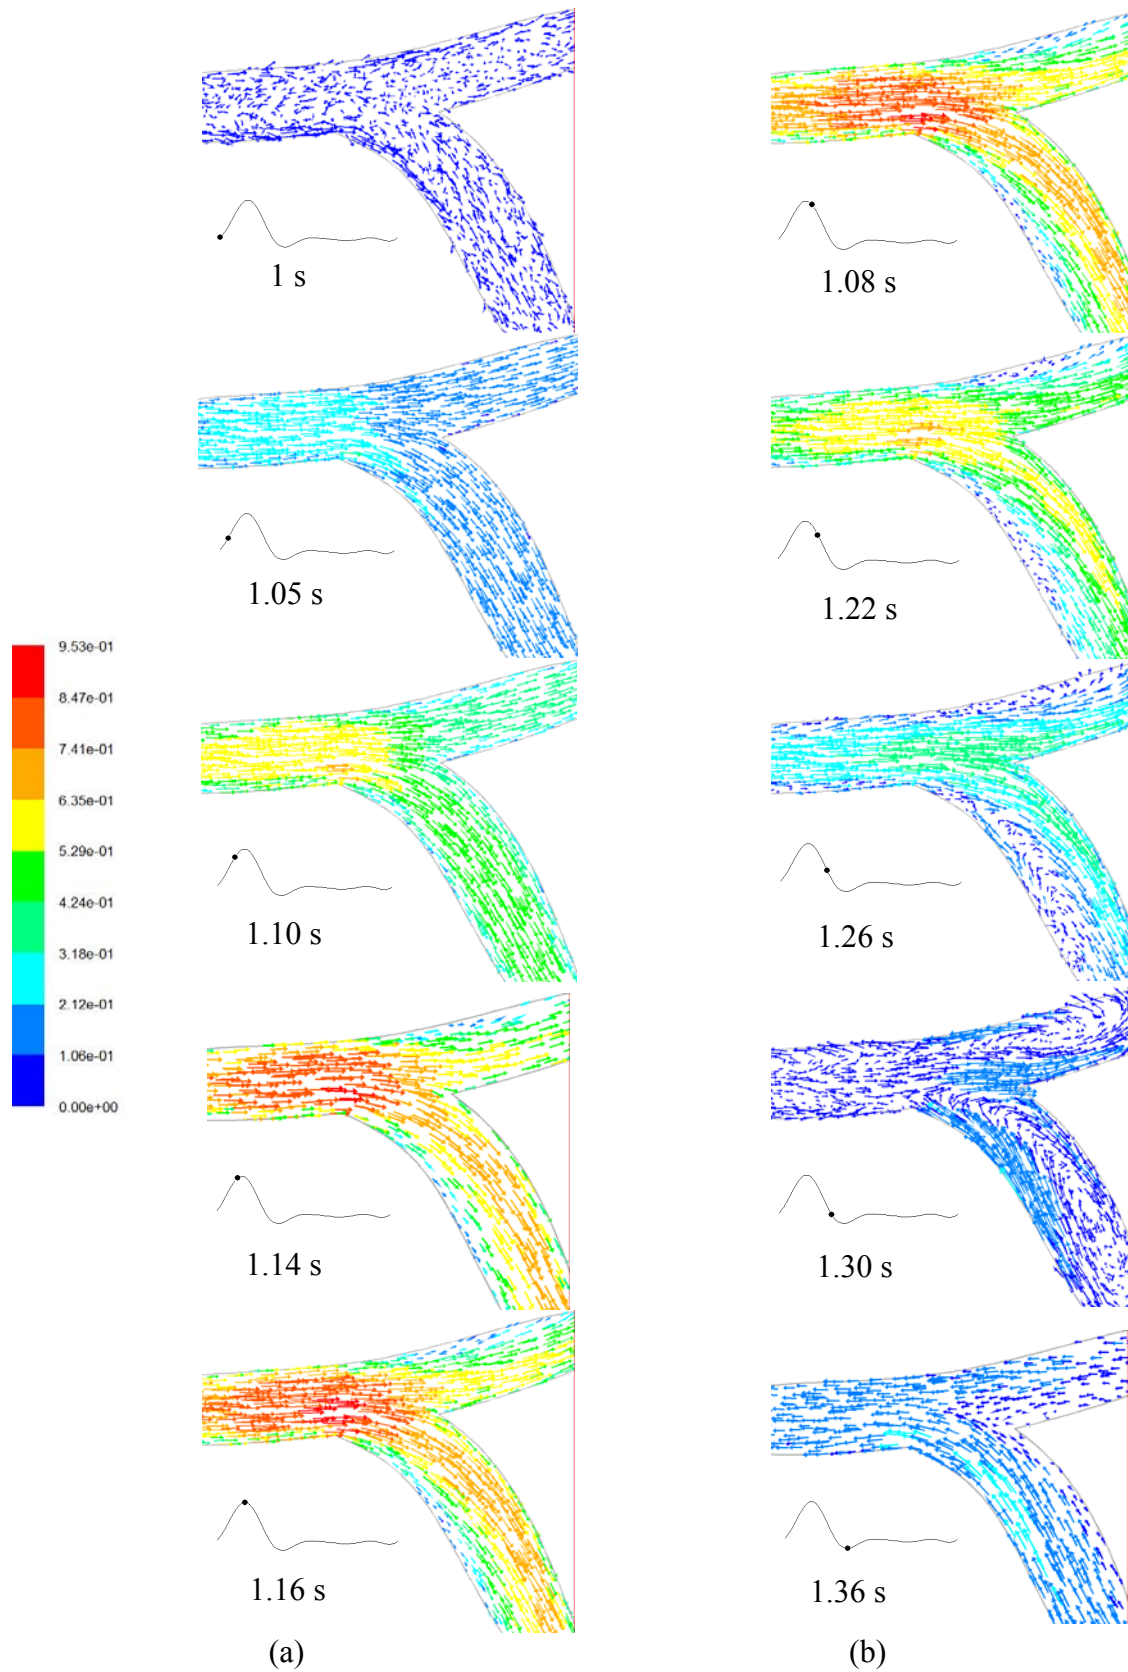 1 s
1.05 s
9.53e-01
8.47e-01
7.41e-01
6.35e-01
5.29e-01
4.24e-01
3.18e-01
2.12e-01
1.06e-01
0.00e+00
1.10 s
1.14 s
1.16 s
(a)
1.08 s
1.22 s
1.26 s
1.30 s
1.36 s
(b)